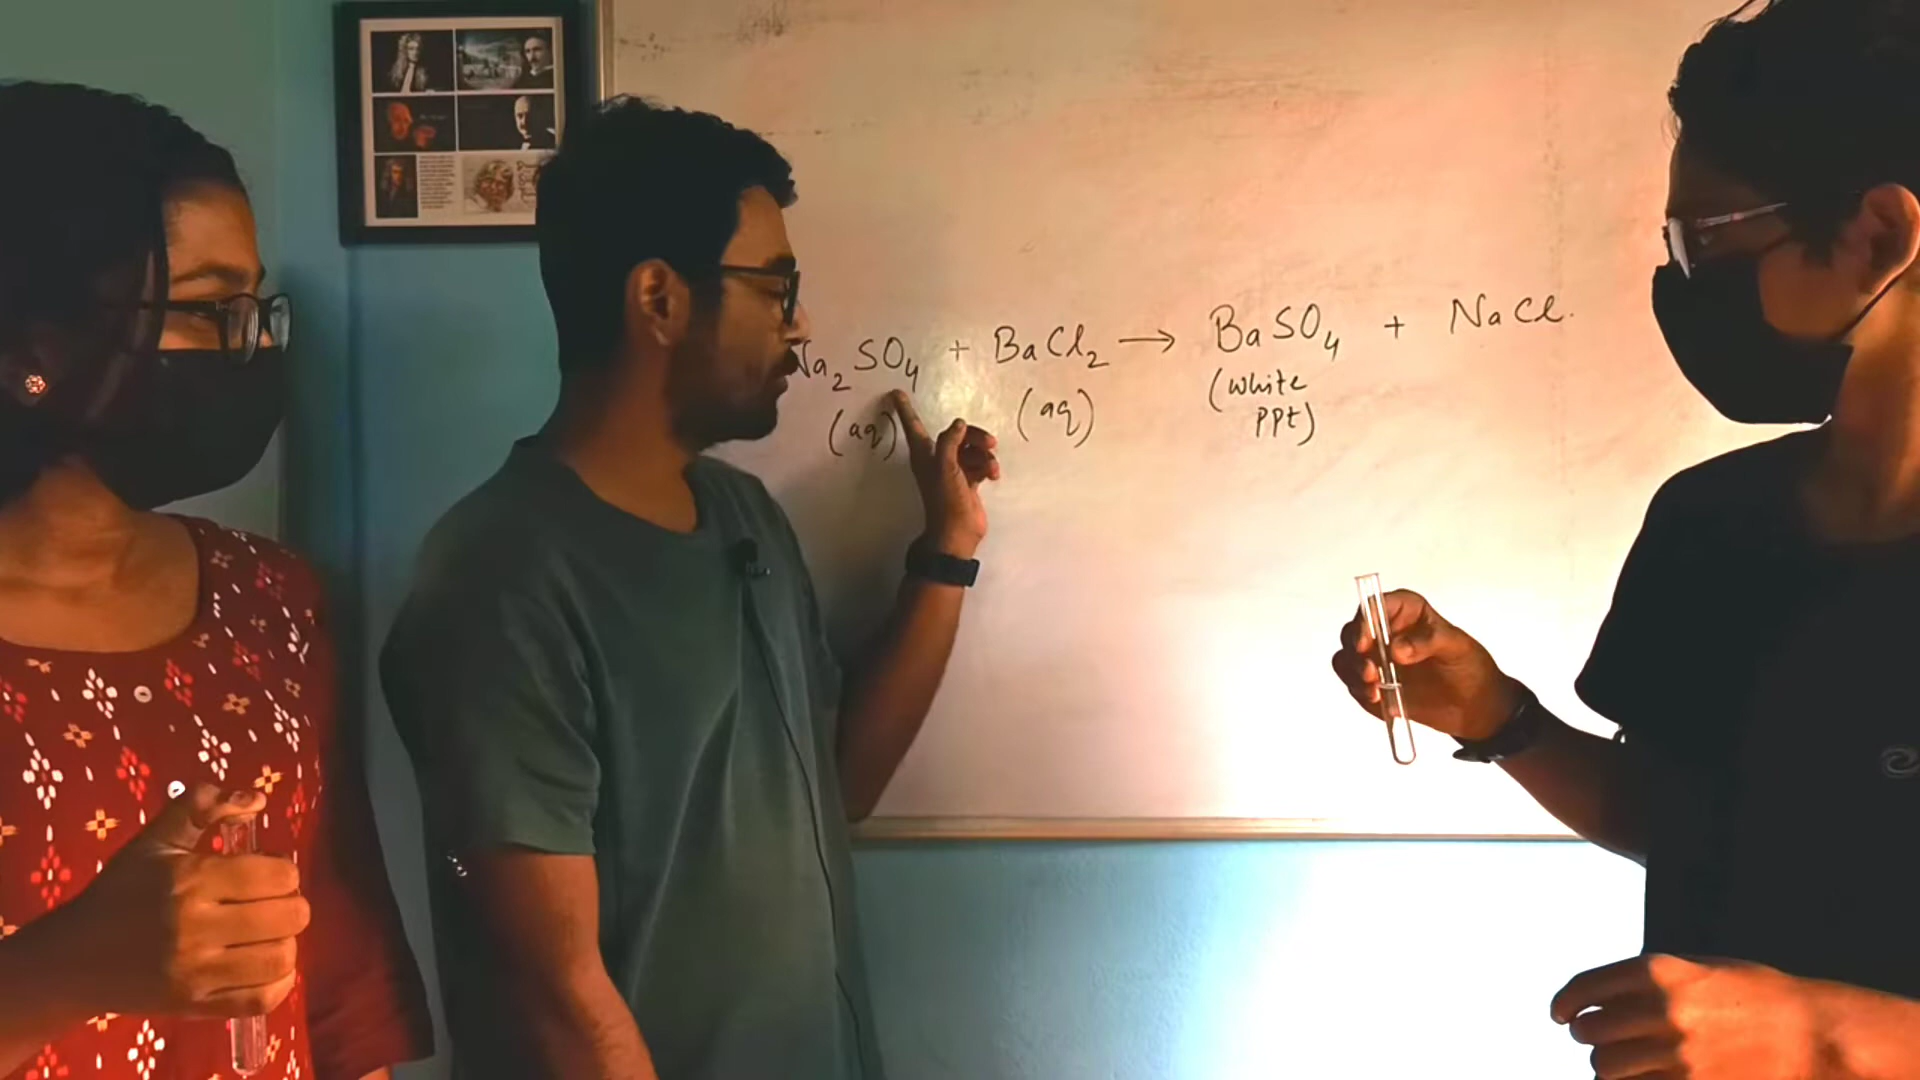 Na₂SO₄ + BaCl₂ → BaSO₄ + NaCl.
(aq) (aq) (white
ppt)